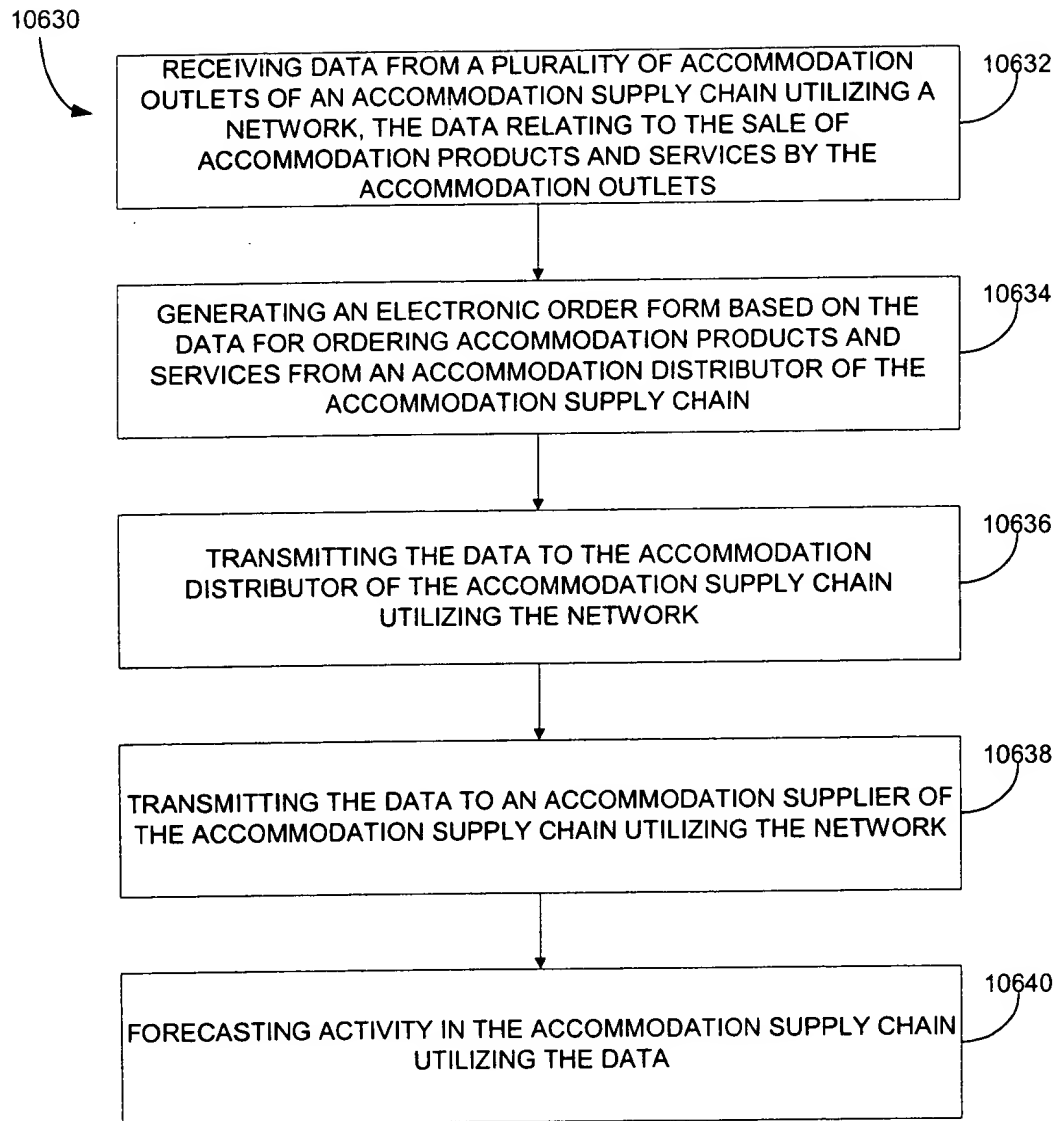 10630
RECEIVING DATA FROM A PLURALITY OF ACCOMMODATION
OUTLETS OF AN ACCOMMODATION SUPPLY CHAIN UTILIZING A
NETWORK, THE DATA RELATING TO THE SALE OF
ACCOMMODATION PRODUCTS AND SERVICES BY THE
ACCOMMODATION OUTLETS
10632
GENERATING AN ELECTRONIC ORDER FORM BASED ON THE
DATA FOR ORDERING ACCOMMODATION PRODUCTS AND
SERVICES FROM AN ACCOMMODATION DISTRIBUTOR OF THE
ACCOMMODATION SUPPLY CHAIN
10634
TRANSMITTING THE DATA TO THE ACCOMMODATION
DISTRIBUTOR OF THE ACCOMMODATION SUPPLY CHAIN
UTILIZING THE NETWORK
10636
TRANSMITTING THE DATA TO AN ACCOMMODATION SUPPLIER OF
THE ACCOMMODATION SUPPLY CHAIN UTILIZING THE NETWORK
10638
FORECASTING ACTIVITY IN THE ACCOMMODATION SUPPLY CHAIN
UTILIZING THE DATA
10640